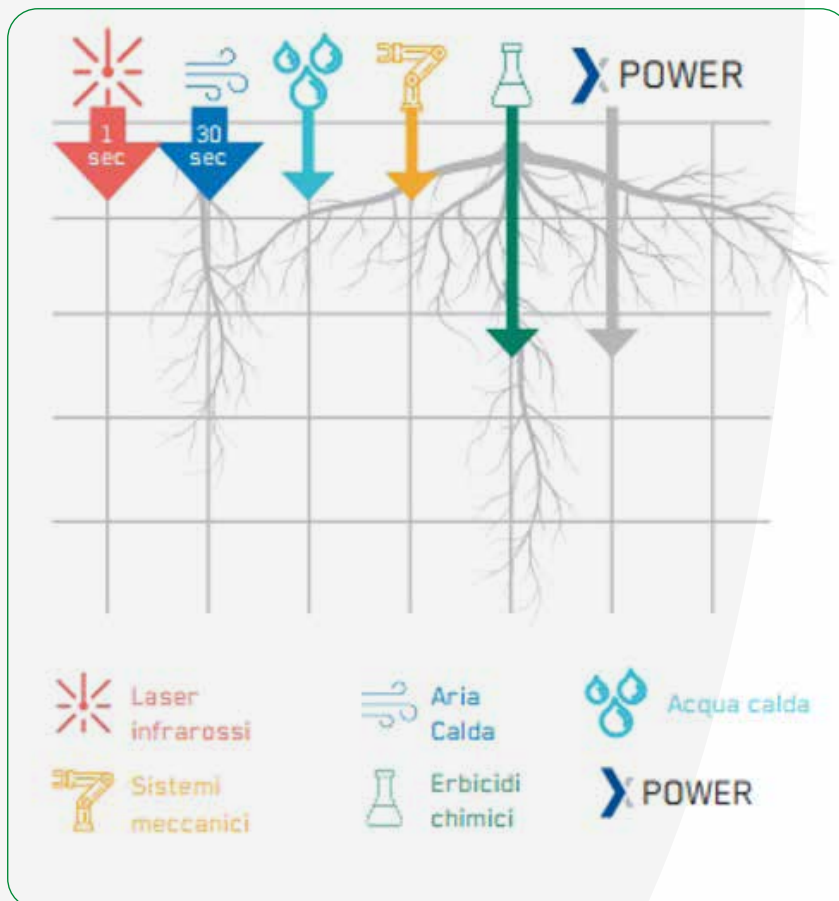 POWER
1
sec
30
sec
Laser
infrarossi
Aria
Calda
Acqua calda
Sistemi
meccanici
Erbicidi
chimici
POWER